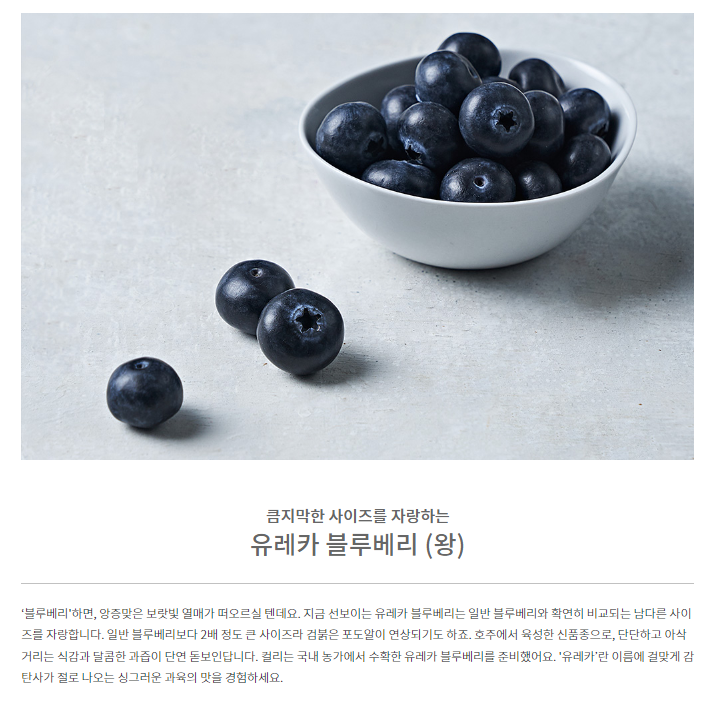 큼지막한 사이즈를 자랑하는
유레카 블루베리 (왕)
'블루베리'하면, 앙증맞은 보랏빛 열매가 떠오르실 텐데요. 지금 선보이는 유레카 블루베리는 일반 블루베리와 확연히 비교되는 남다른 사이
즈를 자랑합니다. 일반 블루베리보다 2배 정도 큰 사이즈라 검붉은 포도알이 연상되기도 하죠. 호주에서 육성한 신품종으로, 단단하고 아삭
거리는 식감과 달콤한 과즙이 단연 돋보인답니다. 컬리는 국내 농가에서 수확한 유레카 블루베리를 준비했어요. '유레카'란 이름에 걸맞게 감
탄사가 절로 나오는 싱그러운 과육의 맛을 경험하세요.